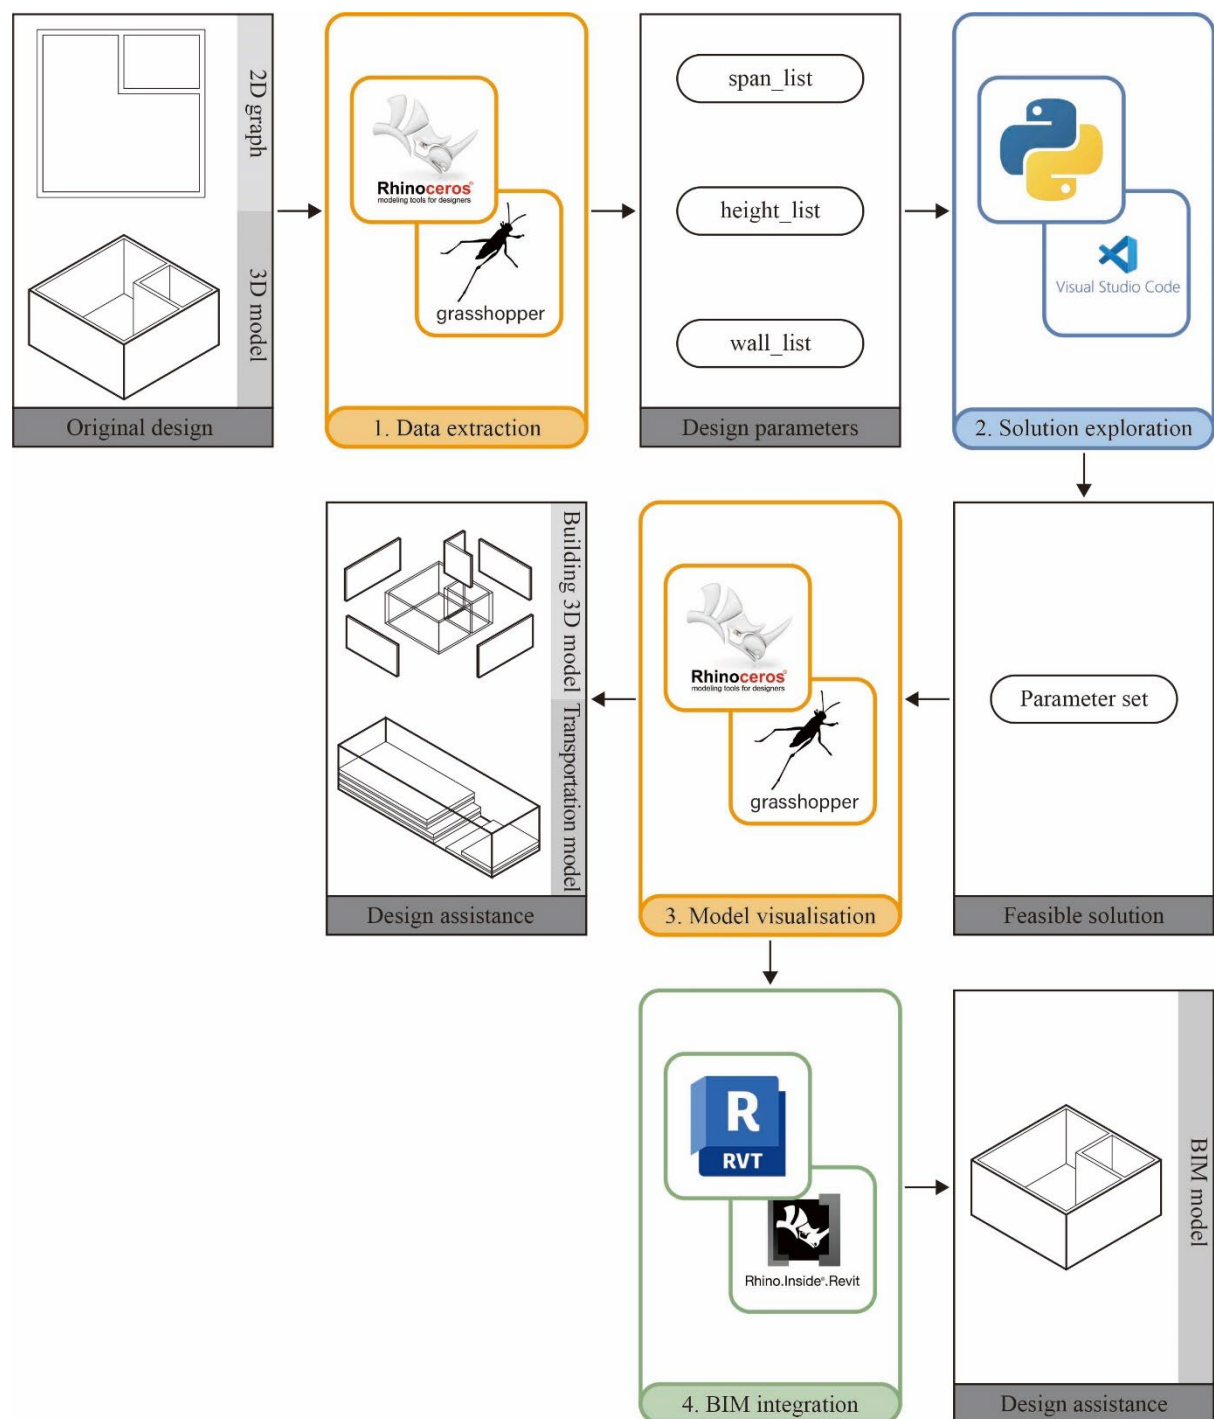 2D graph
3D model
Original design
Rhinoceros®
modeling tools for designers
grasshopper
1. Data extraction
span_list
height_list
wall_list
Design parameters
Visual Studio Code
2. Solution exploration
Building 3D model
Transportation model
Design assistance
Rhinoceros®
modeling tools for designers
grasshopper
3. Model visualisation
Parameter set
Feasible solution
R
RVT
Rhino.Inside®.Revit
4. BIM integration
BIM model
Design assistance